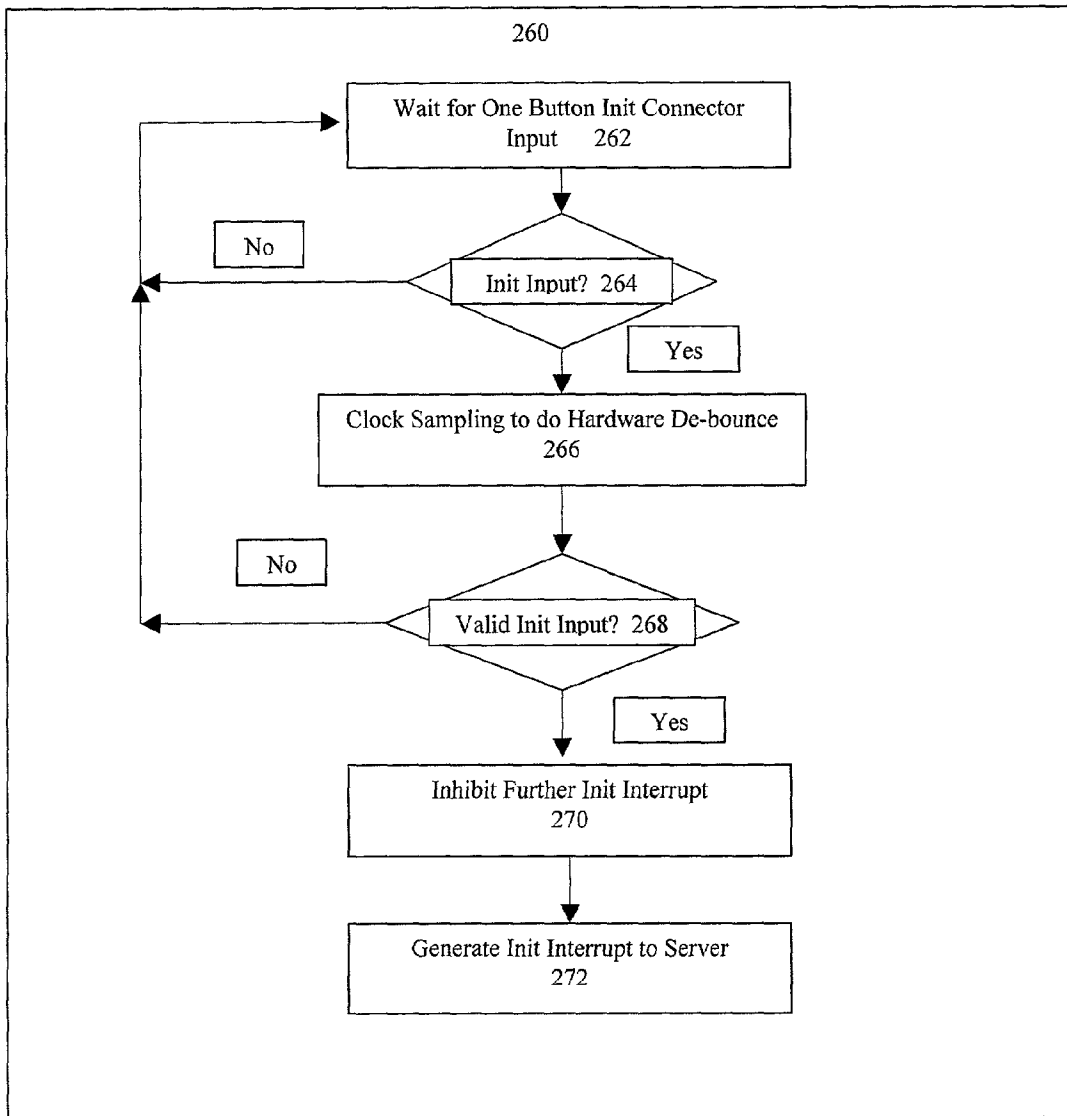 260
Wait for One Button Init Connector
Input 262
No
Init Input? 264
Yes
Clock Sampling to do Hardware De-bounce
266
No
Valid Init Input? 268
Yes
Inhibit Further Init Interrupt
270
Generate Init Interrupt to Server
272